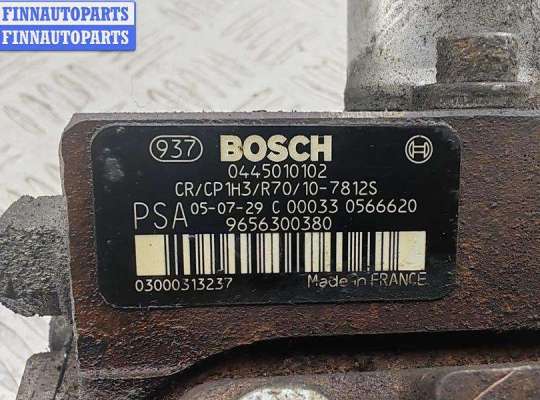 FINNAUTOPARTS
FINNAUTOPARTS
937 BOSCH
0445010102
CR/CP1H3/R70/10-7812S
PSA 05-07-29 C 00033 0566620
9656300380
03000313237 Made in FRANCE